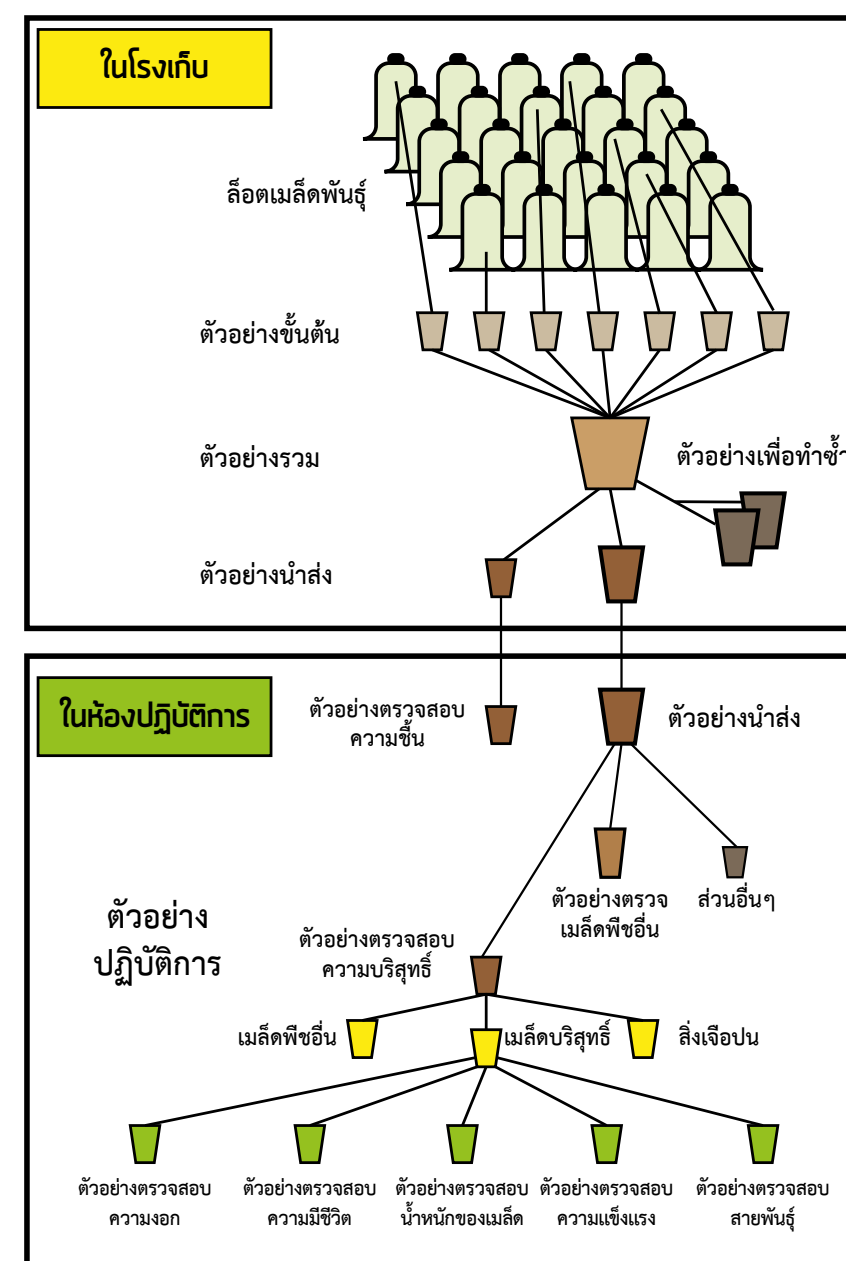 ในโรงเก็บ
ล็อตเมล็ดพันธุ์
ตัวอย่างขั้นต้น
ตัวอย่างรวม
ตัวอย่างเพื่อทำซ้ำ
ตัวอย่างนำส่ง
ในห้องปฏิบัติการ
ตัวอย่างตรวจสอบ
ความชื้น
ตัวอย่างนำส่ง
ตัวอย่าง
ปฏิบัติการ
ตัวอย่างตรวจ
เมล็ดพืชอื่น
ส่วนอื่นๆ
ตัวอย่างตรวจสอบ
ความบริสุทธิ์
เมล็ดพืชอื่น
เมล็ดบริสุทธิ์
สิ่งเจือปน
ตัวอย่างตรวจสอบ
ความงอก
ตัวอย่างตรวจสอบ
ความมีชีวิต
ตัวอย่างตรวจสอบ
น้ำหนักของเมล็ด
ตัวอย่างตรวจสอบ
ความแข็งแรง
ตัวอย่างตรวจสอบ
สายพันธุ์